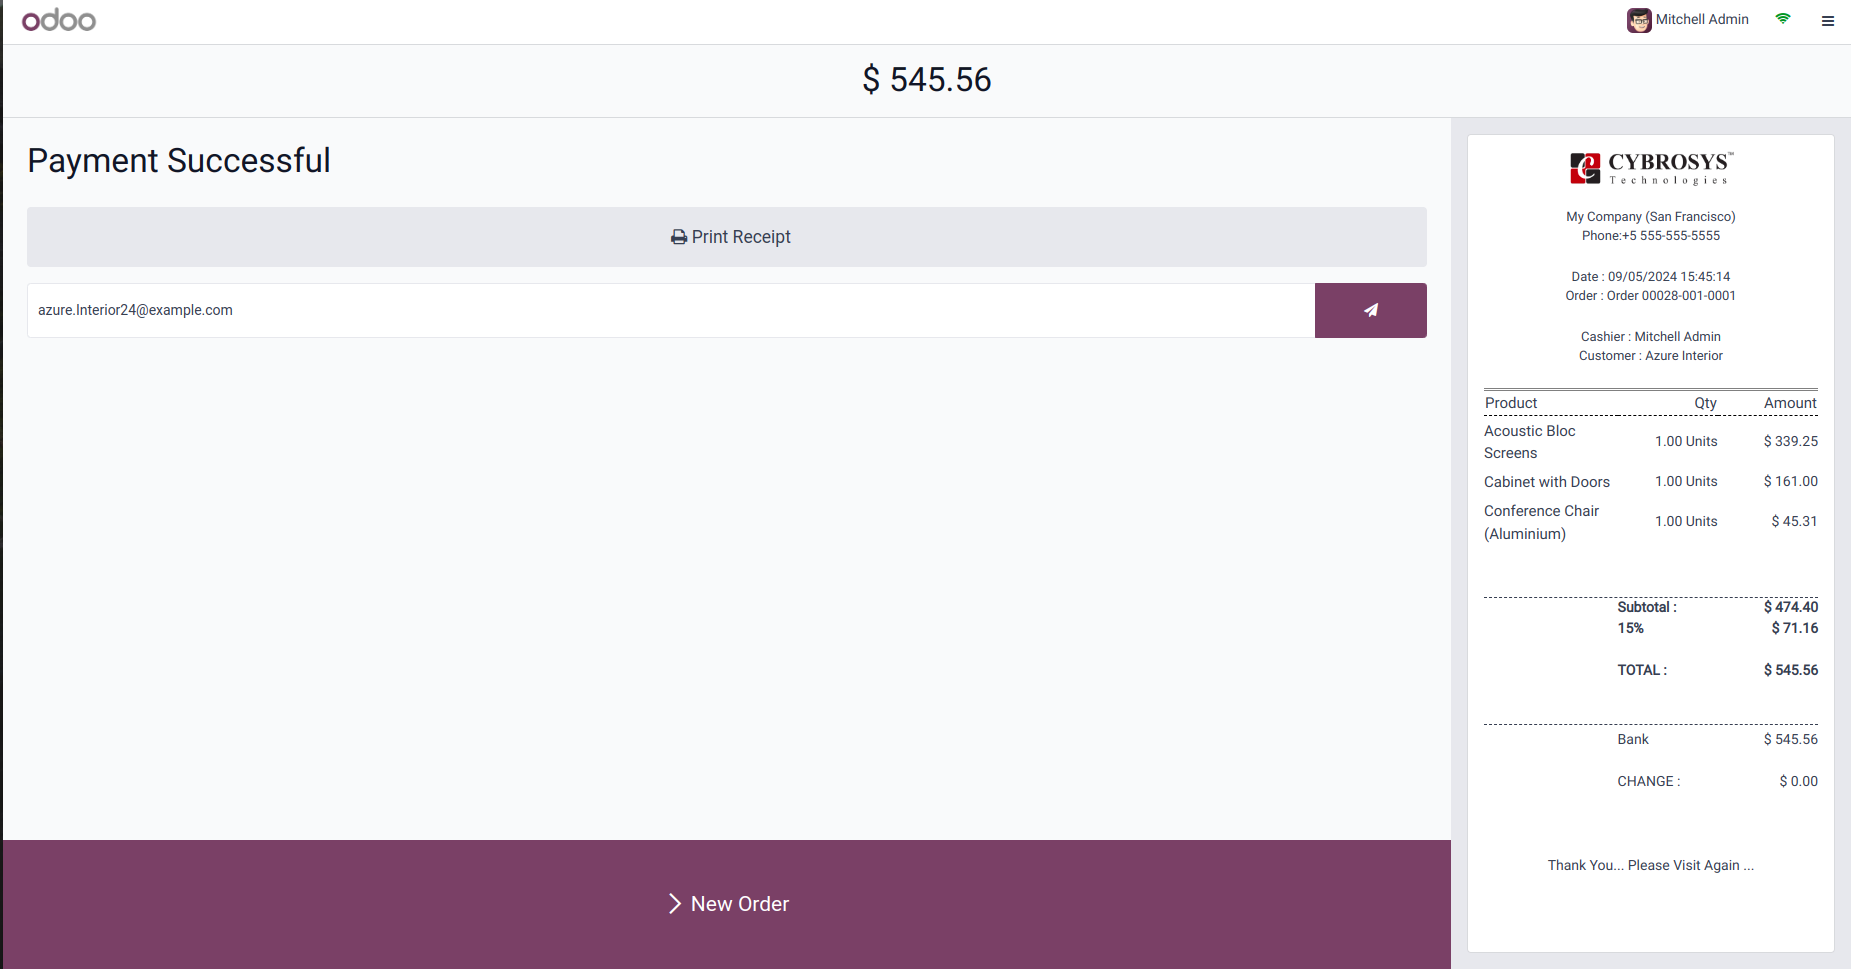 odoo
Mitchell Admin
$ 545.56
Payment Successful
Print Receipt
azure.Interior24@example.com
New Order
CYBROSYS™
Technologies
My Company (San Francisco)
Phone:+5 555-555-5555
Date : 09/05/2024 15:45:14
Order : Order 00028-001-0001
Cashier : Mitchell Admin
Customer : Azure Interior
Product Qty Amount
Acoustic Bloc Screens 1.00 Units $ 339.25
Cabinet with Doors 1.00 Units $ 161.00
Conference Chair (Aluminium) 1.00 Units $ 45.31
Subtotal : $ 474.40
15% $ 71.16
TOTAL : $ 545.56
Bank $ 545.56
CHANGE : $ 0.00
Thank You... Please Visit Again ...